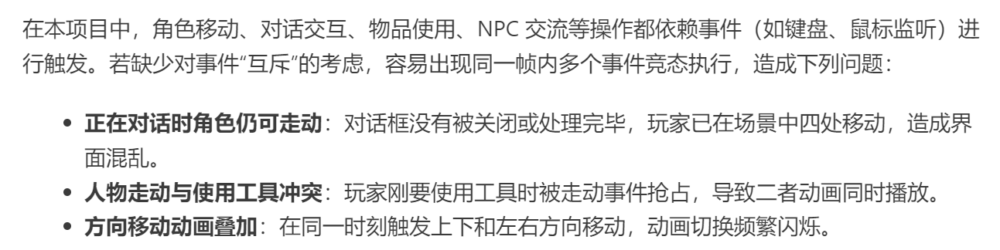 在本项目中，角色移动、对话交互、物品使用、NPC 交流等操作都依赖事件（如键盘、鼠标监听）进
行触发。若缺少对事件“互斥”的考虑，容易出现同一帧内多个事件竞态执行，造成下列问题：
• 正在对话时角色仍可走动：对话框没有被关闭或处理完毕，玩家已在场景中四处移动，造成界
面混乱。
• 人物走动与使用工具冲突：玩家刚要使用工具时被走动事件抢占，导致二者动画同时播放。
• 方向移动动画叠加：在同一时刻触发上下和左右方向移动，动画切换频繁闪烁。